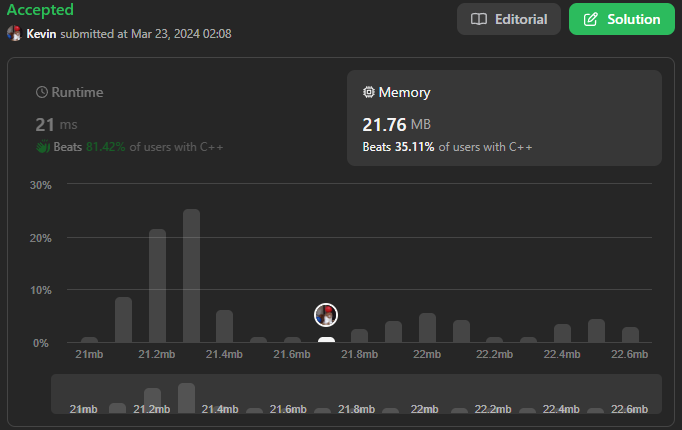 Accepted
Kevin submitted at Mar 23, 2024 02:08
Editorial
Solution
Runtime
21 ms
Beats 81.42% of users with C++
Memory
21.76 MB
Beats 35.11% of users with C++
30%
20%
10%
0%
21mb 21.2mb 21.4mb 21.6mb 21.8mb 22mb 22.2mb 22.4mb 22.6mb
21mb 21.2mb 21.4mb 21.6mb 21.8mb 22mb 22.2mb 22.4mb 22.6mb